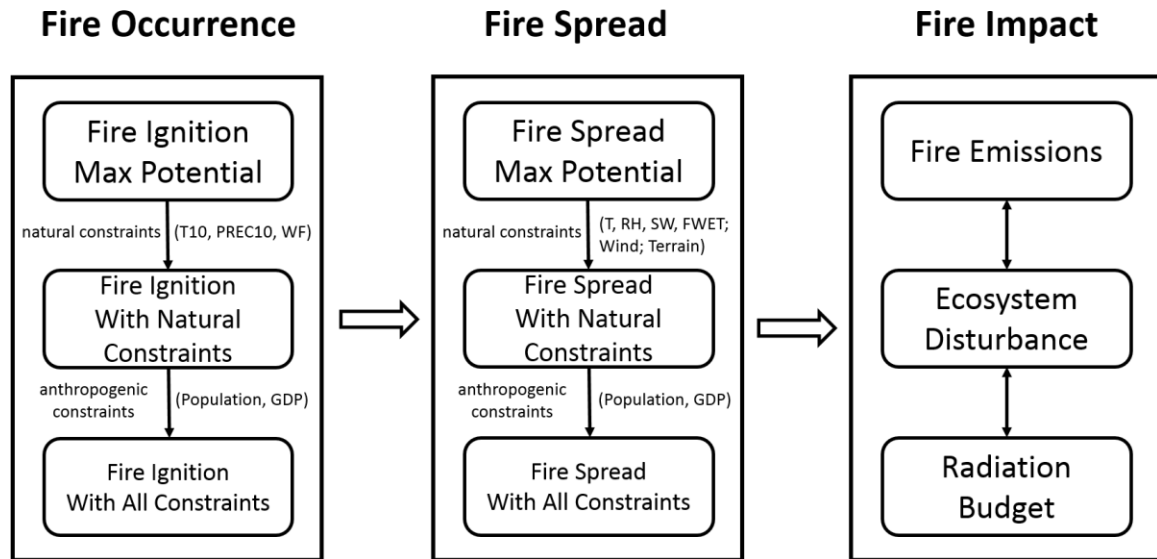 Fire Occurrence
Fire Ignition
Max Potential
natural constraints
(T10, PREC10, WF)
Fire Ignition
With Natural
Constraints
anthropogenic
constraints
(Population, GDP)
Fire Ignition
With All Constraints
Fire Spread
Fire Spread
Max Potential
natural constraints
(T, RH, SW, FWET;
Wind; Terrain)
Fire Spread
With Natural
Constraints
anthropogenic
constraints
(Population, GDP)
Fire Spread
With All Constraints
Fire Impact
Fire Emissions
Ecosystem
Disturbance
Radiation
Budget